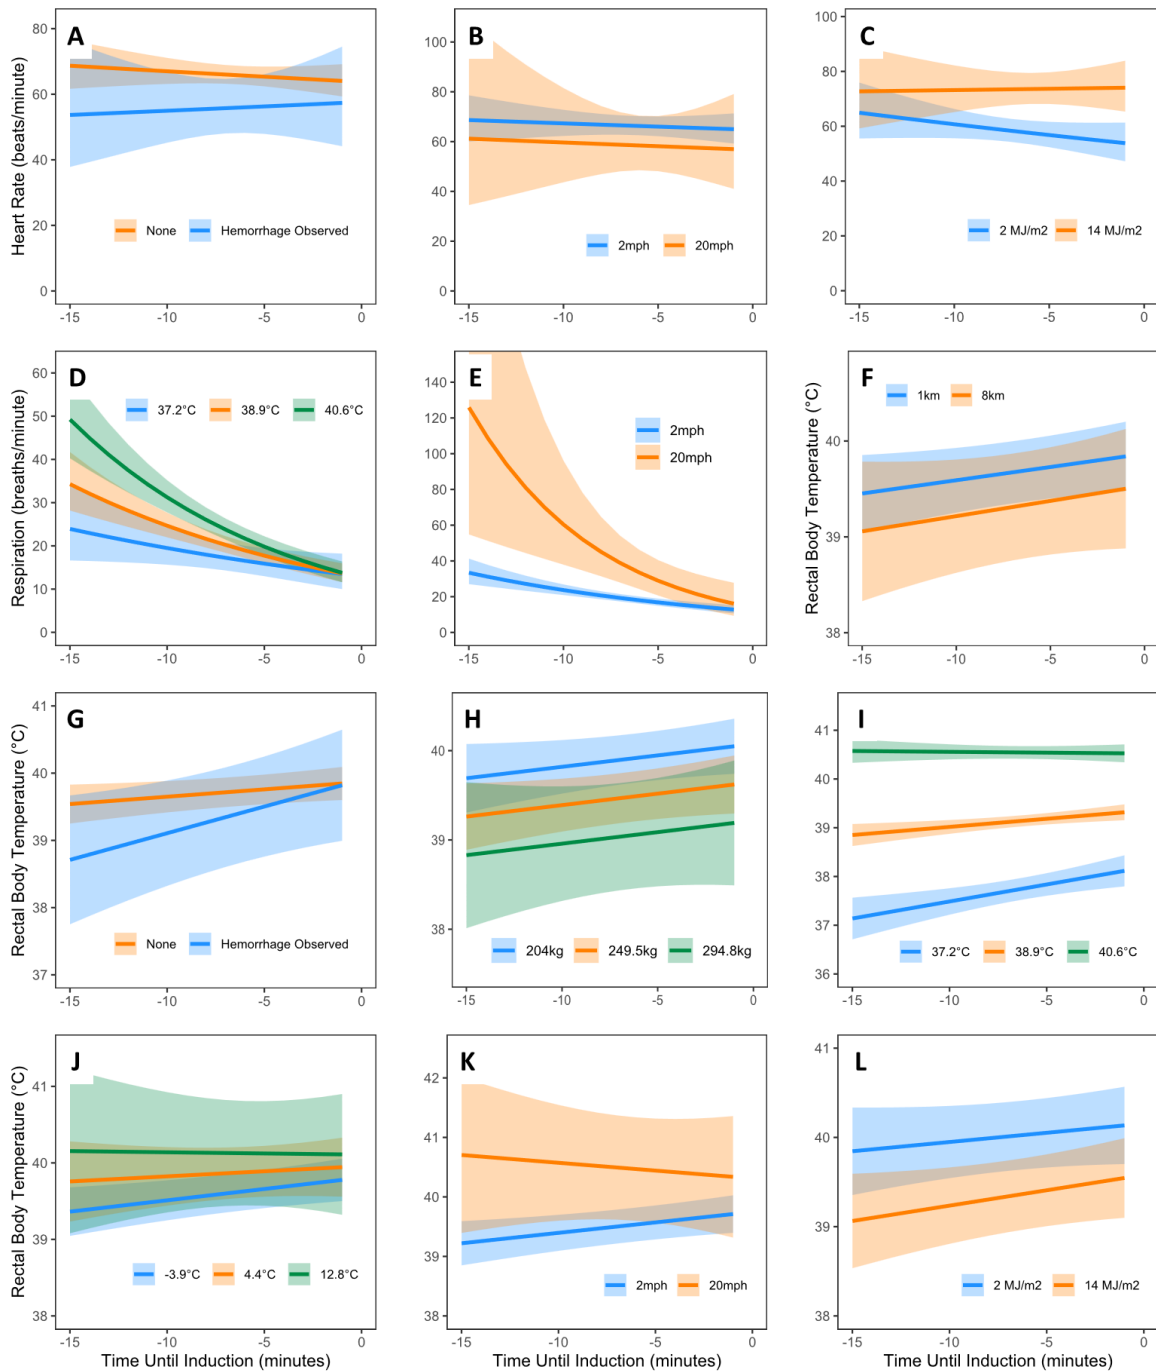 A
Heart Rate (beats/minute)
80
60
40
20
0
None
Hemorrhage Observed
-15
-10
-5
0
B
100
80
60
40
20
0
2mph
20mph
-15
-10
-5
0
C
100
80
60
40
20
0
2 MJ/m2
14 MJ/m2
-15
-10
-5
0
D
Respiration (breaths/minute)
60
50
40
30
20
10
0
37.2°C
38.9°C
40.6°C
-15
-10
-5
0
E
140
120
100
80
60
40
20
0
2mph
20mph
-15
-10
-5
0
F
Rectal Body Temperature (°C)
40
39
38
1km
8km
-15
-10
-5
0
G
Rectal Body Temperature (°C)
41
40
39
38
37
None
Hemorrhage Observed
-15
-10
-5
0
H
40
39
38
204kg
249.5kg
294.8kg
-15
-10
-5
0
I
41
40
39
38
37
36
37.2°C
38.9°C
40.6°C
-15
-10
-5
0
J
Rectal Body Temperature (°C)
41
40
39
38
-3.9°C
4.4°C
12.8°C
-15
-10
-5
0
Time Until Induction (minutes)
K
42
41
40
39
38
2mph
20mph
-15
-10
-5
0
Time Until Induction (minutes)
L
41
40
39
38
2 MJ/m2
14 MJ/m2
-15
-10
-5
0
Time Until Induction (minutes)